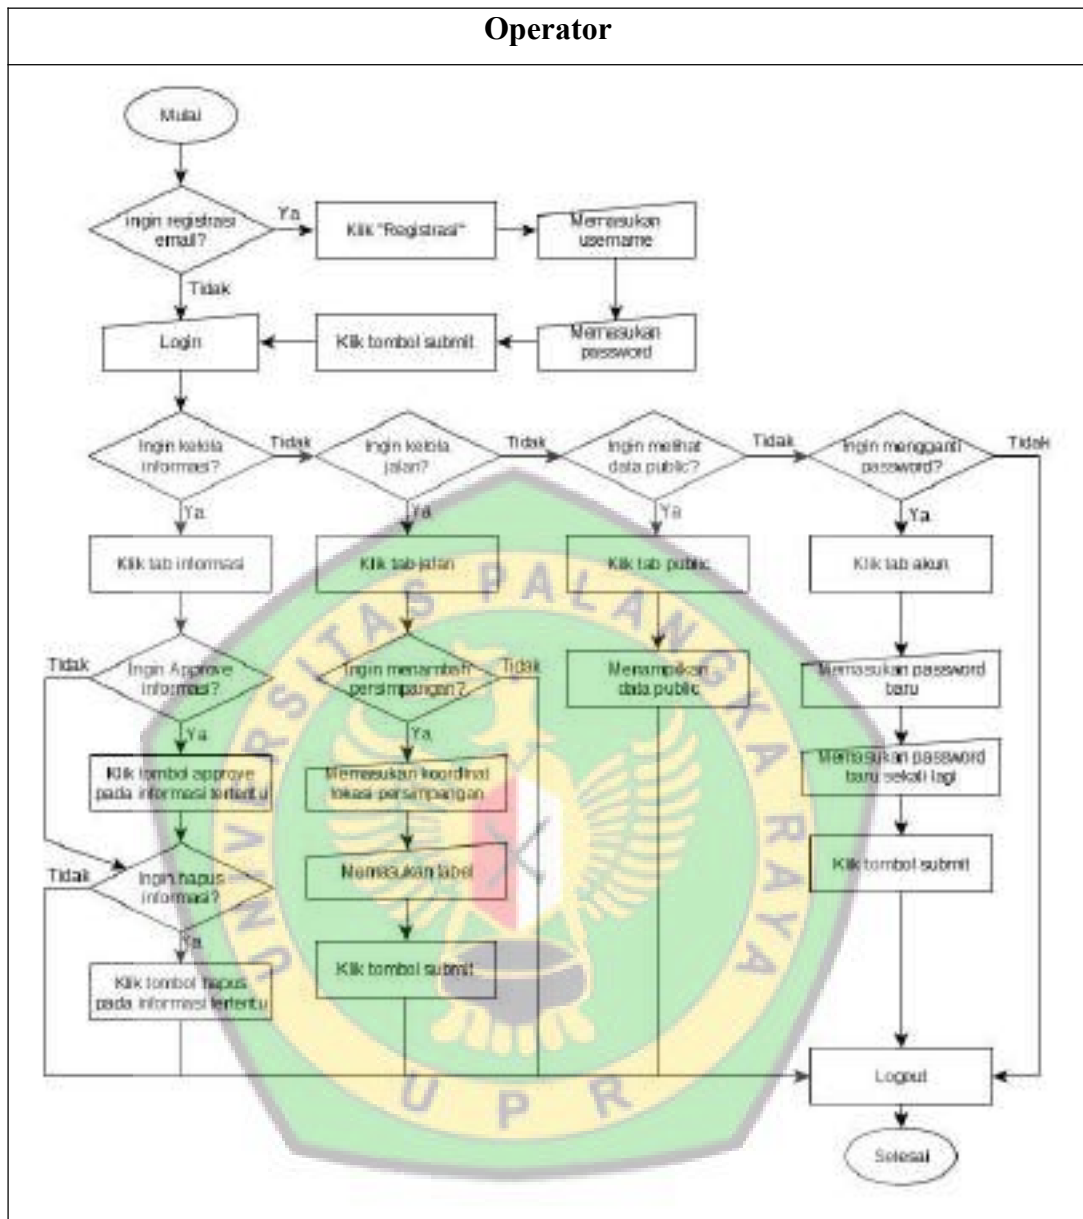 Operator
Mulai
ingin registrasi
email?
Ya
Klik "Registrasi"
Memasukan
username
Tidak
Login
Klik tombol submit
Memasukan
password
Ingin kelola
informasi?
Tidak
Ingin kelola
jalan?
Tidak
Ingin melihat
data public?
Tidak
Ingin mengganti
password?
Tidak
Ya
Ya
Ya
Ya
Klik tab informasi
Klik tab jalan
Klik tab public
Klik tab akun
Tidak
Ingin Approve
informasi?
Ingin menambah
persimpangan?
Tidak
Menampilkan
data public
Memasukan password
baru
Ya
Ya
Klik tombol approve
pada informasi tertentu
Memasukan koordinat
lokasi persimpangan
Memasukan password
baru sekali lagi
Tidak
Ingin hapus
informasi?
Memasukan label
Klik tombol submit
Ya
Klik tombol hapus
pada informasi tertentu
Klik tombol submit
Logout
Selesai
UNIVERSITAS PALANGKA RAYA
UPR